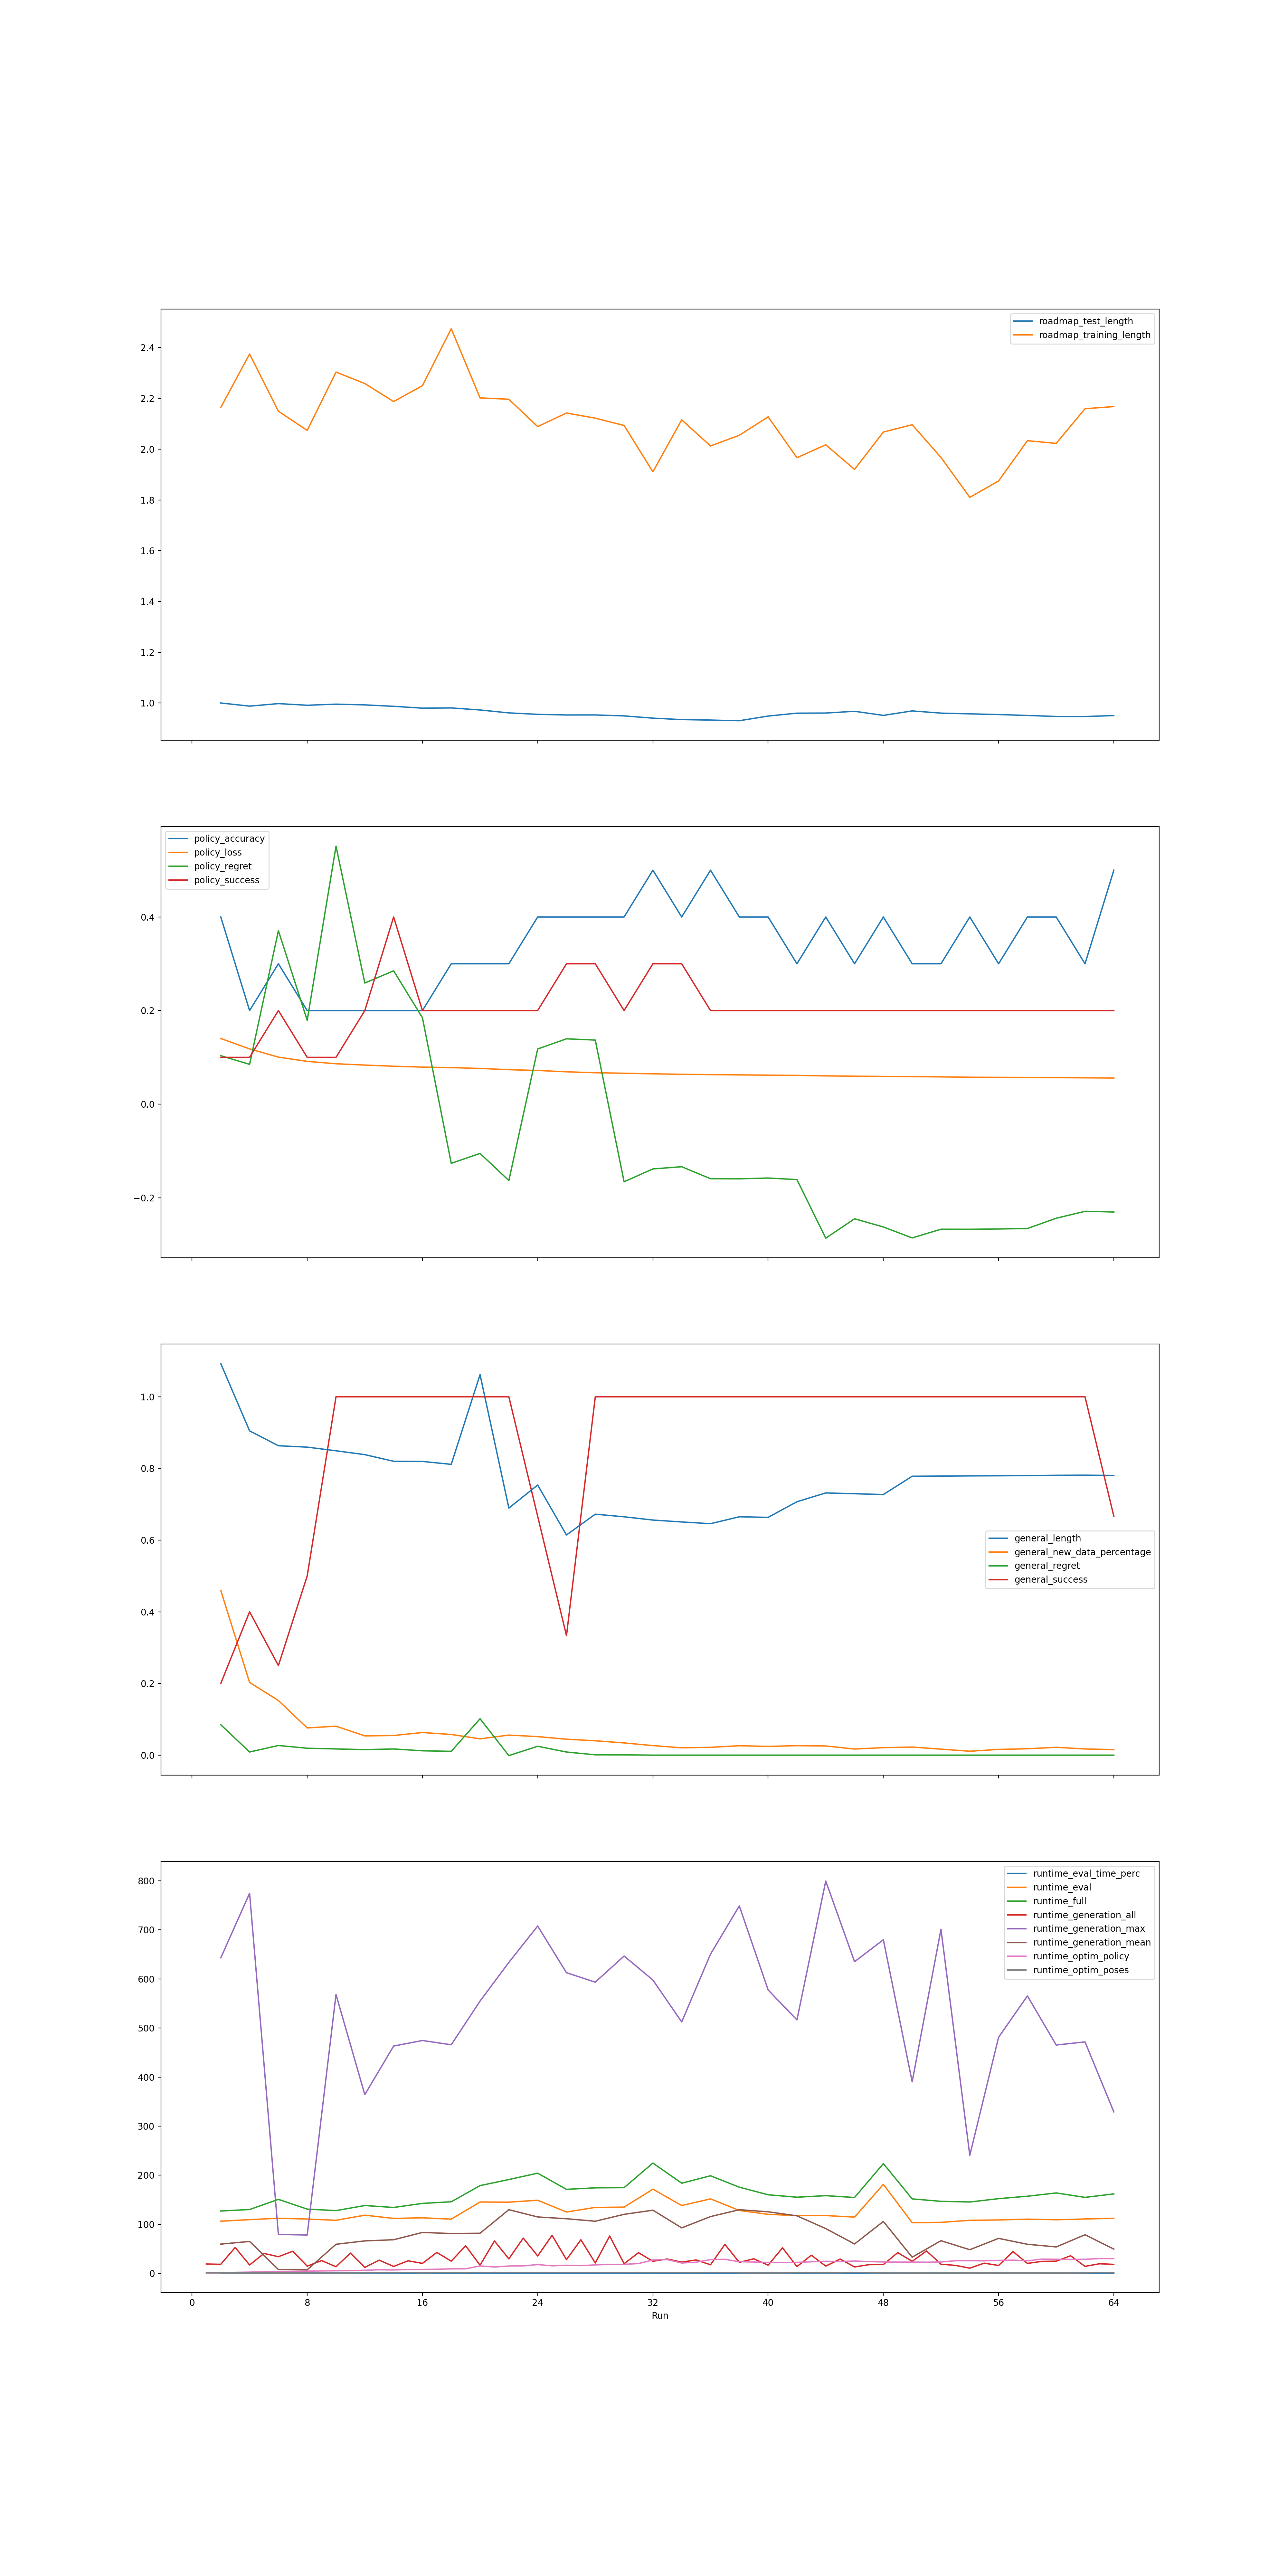 roadmap_test_length
roadmap_training_length
2.4
2.2
2.0
1.8
1.6
1.4
1.2
1.0
policy_accuracy
policy_loss
policy_regret
policy_success
0.4
0.2
0.0
−0.2
1.0
0.8
0.6
0.4
0.2
0.0
general_length
general_new_data_percentage
general_regret
general_success
runtime_eval_time_perc
runtime_eval
runtime_full
runtime_generation_all
runtime_generation_max
runtime_generation_mean
runtime_optim_policy
runtime_optim_poses
800
700
600
500
400
300
200
100
0
0 8 16 24 32 40 48 56 64
Run